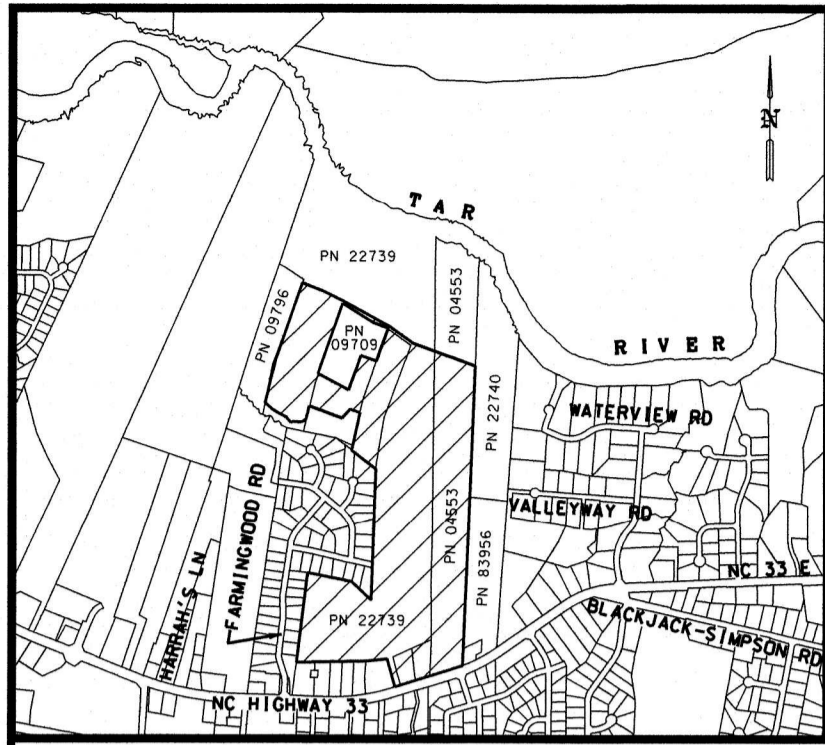 N
TAR
PN 22739
PN 04553
PN 09796
PN
09709
RIVER
PN 22740
WATERVIEW RD
VALLEYWAY RD
FARMINGWOOD RD
PN 04553
PN 83956
NC 33 E
HARRAH'S LN
PN 22739
BLACKJACK-SIMPSON RD
NC HIGHWAY 33